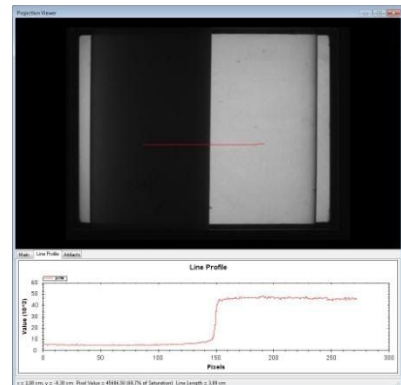 Projection Viewer
Main Line Profile Artifacts
Line Profile
60
50
40
30
20
10
0
Value (10^3)
0 50 100 150 200 250 300
Pixels